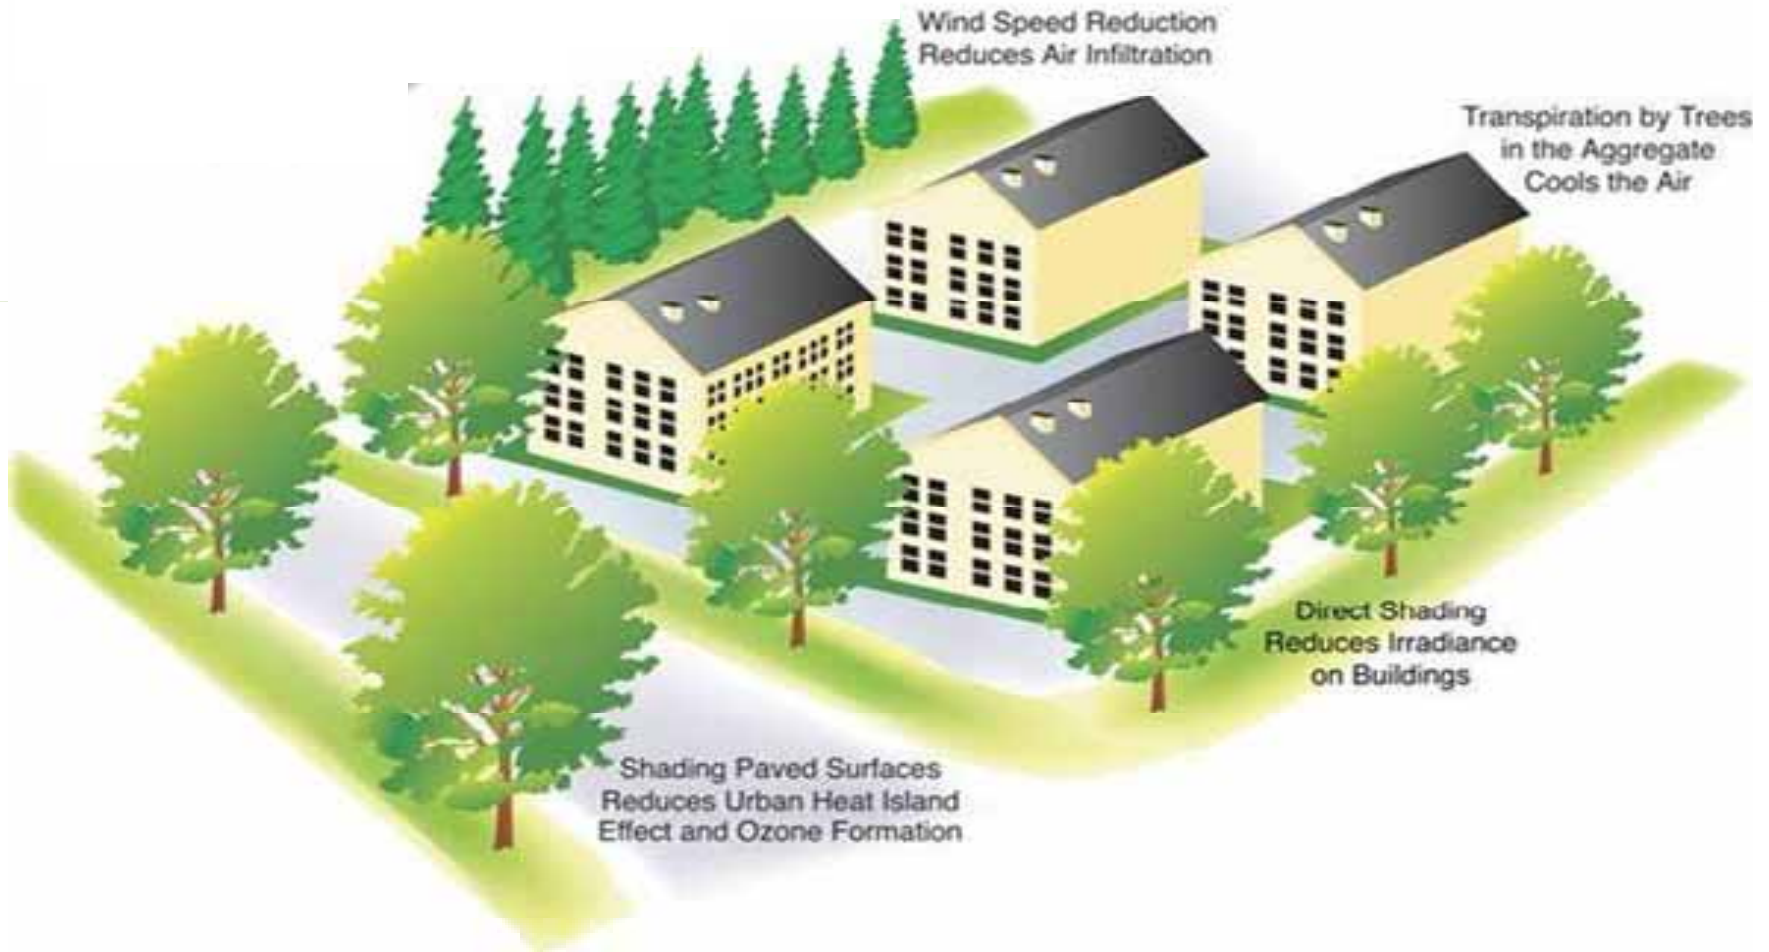 Wind Speed Reduction
Reduces Air Infiltration
Transpiration by Trees
in the Aggregate
Cools the Air
Direct Shading
Reduces Irradiance
on Buildings
Shading Paved Surfaces
Reduces Urban Heat Island
Effect and Ozone Formation